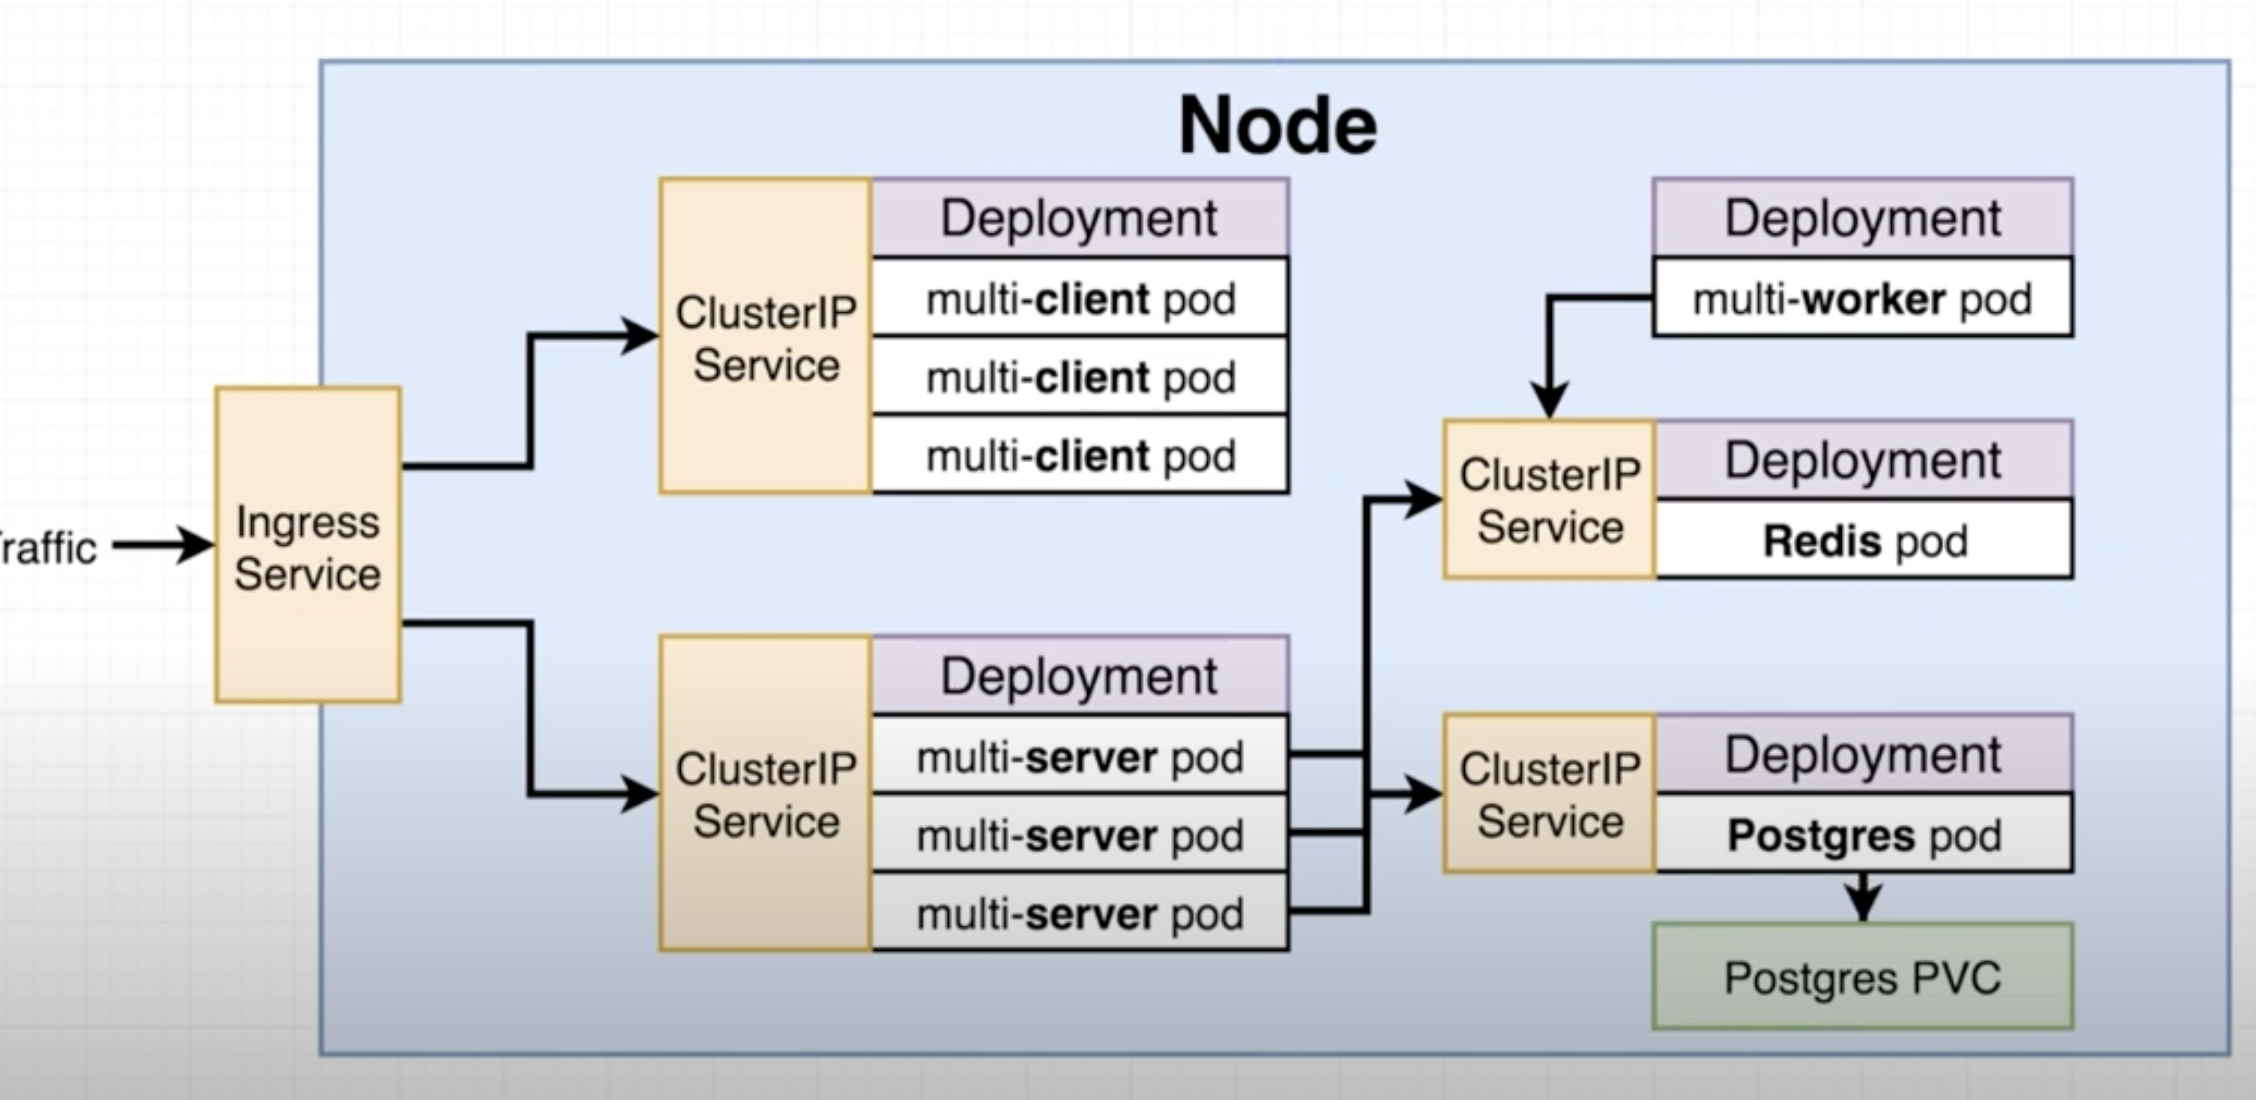 Node
raffic
Ingress
Service
ClusterIP
Service
Deployment
multi-client pod
multi-client pod
multi-client pod
ClusterIP
Service
Deployment
multi-server pod
multi-server pod
multi-server pod
Deployment
multi-worker pod
ClusterIP
Service
Deployment
Redis pod
ClusterIP
Service
Deployment
Postgres pod
Postgres PVC